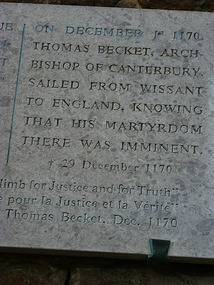 ON DECEMBER 1st 1170
THOMAS BECKET, ARCH-
BISHOP OF CANTERBURY,
SAILED FROM WISSANT
TO ENGLAND, KNOWING
THAT HIS MARTYRDOM
THERE WAS IMMINENT.
† 29 December 1170
limb for Justice and for Truth"
pour la Justice et la Vérité"
Thomas Becket, Dec. 1170